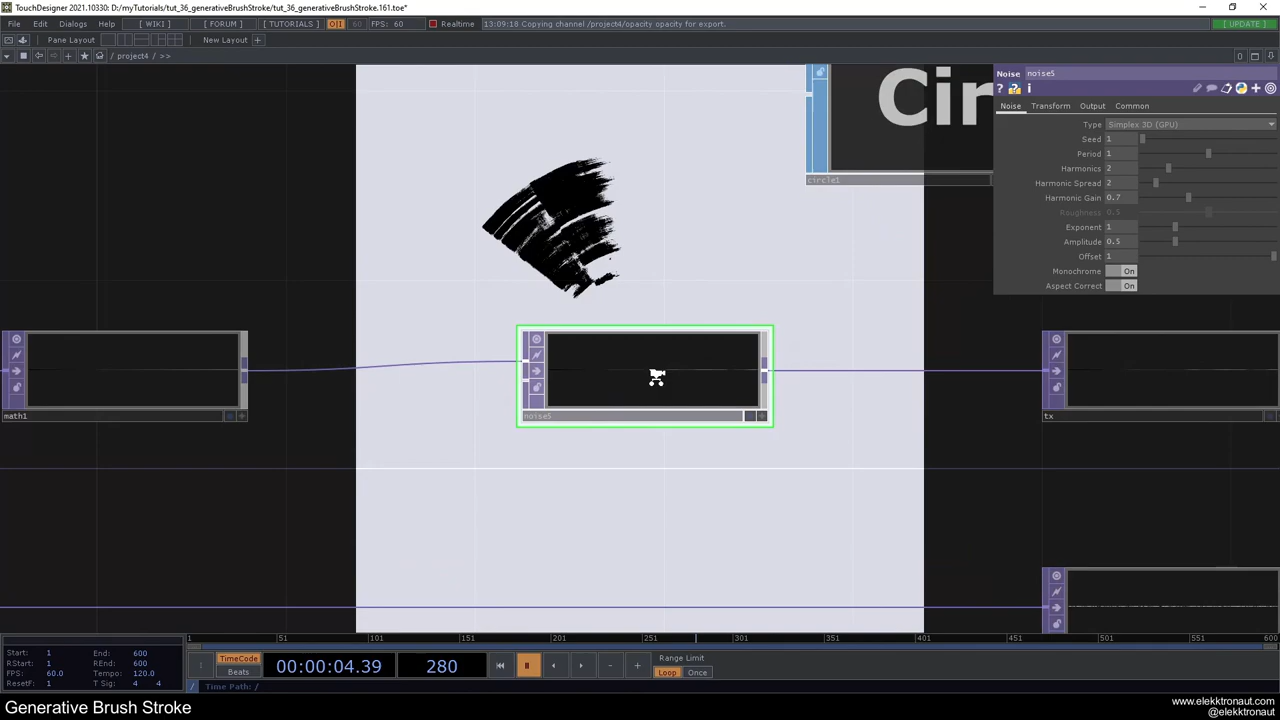 TouchDesigner 2021.10330: D:/myTutorials/tut_36_generativeBrushStroke/tut_36_generativeBrushStroke.161.toe*
File Edit Dialogs Help [ WIKI ] [ FORUM ] [ TUTORIALS ] O|I 60 FPS: 60 Realtime 13:09:18 Copying channel /project4/opacity opacity for export. [ UPDATE ]
Pane Layout New Layout +
/ project4 / >>
Cir
circle1
Noise noise5
? i
Noise Transform Output Common
Type Simplex 3D (GPU)
Seed 1
Period 1
Harmonics 2
Harmonic Spread 2
Harmonic Gain 0.7
Roughness 0.5
Exponent 1
Amplitude 0.5
Offset 1
Monochrome On
Aspect Correct On
math1
noise5
tx
1 51 101 151 201 251 301 351 401 451 501 551 600
Start: 1 End: 600
RStart: 1 REnd: 600
FPS: 60.0 Tempo: 120.0
ResetF: 1 T Sig: 4 4
TimeCode
Beats
00:00:04.39
280
- +
Range Limit
Loop Once
/ Time Path: /
Generative Brush Stroke
www.elekktronaut.com
@elekktronaut